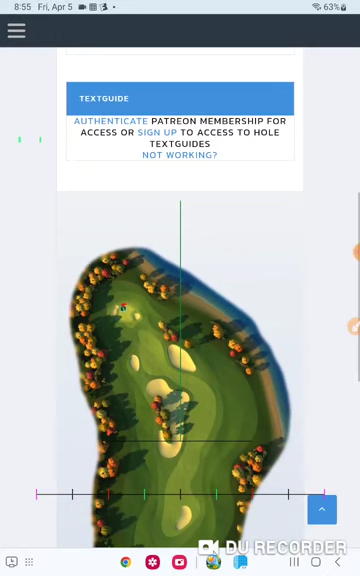 8:55 Fri, Apr 5
63%
TEXTGUIDE
AUTHENTICATE PATREON MEMBERSHIP FOR
ACCESS OR SIGN UP TO ACCESS TO HOLE
TEXTGUIDES
NOT WORKING?
DU RECORDER